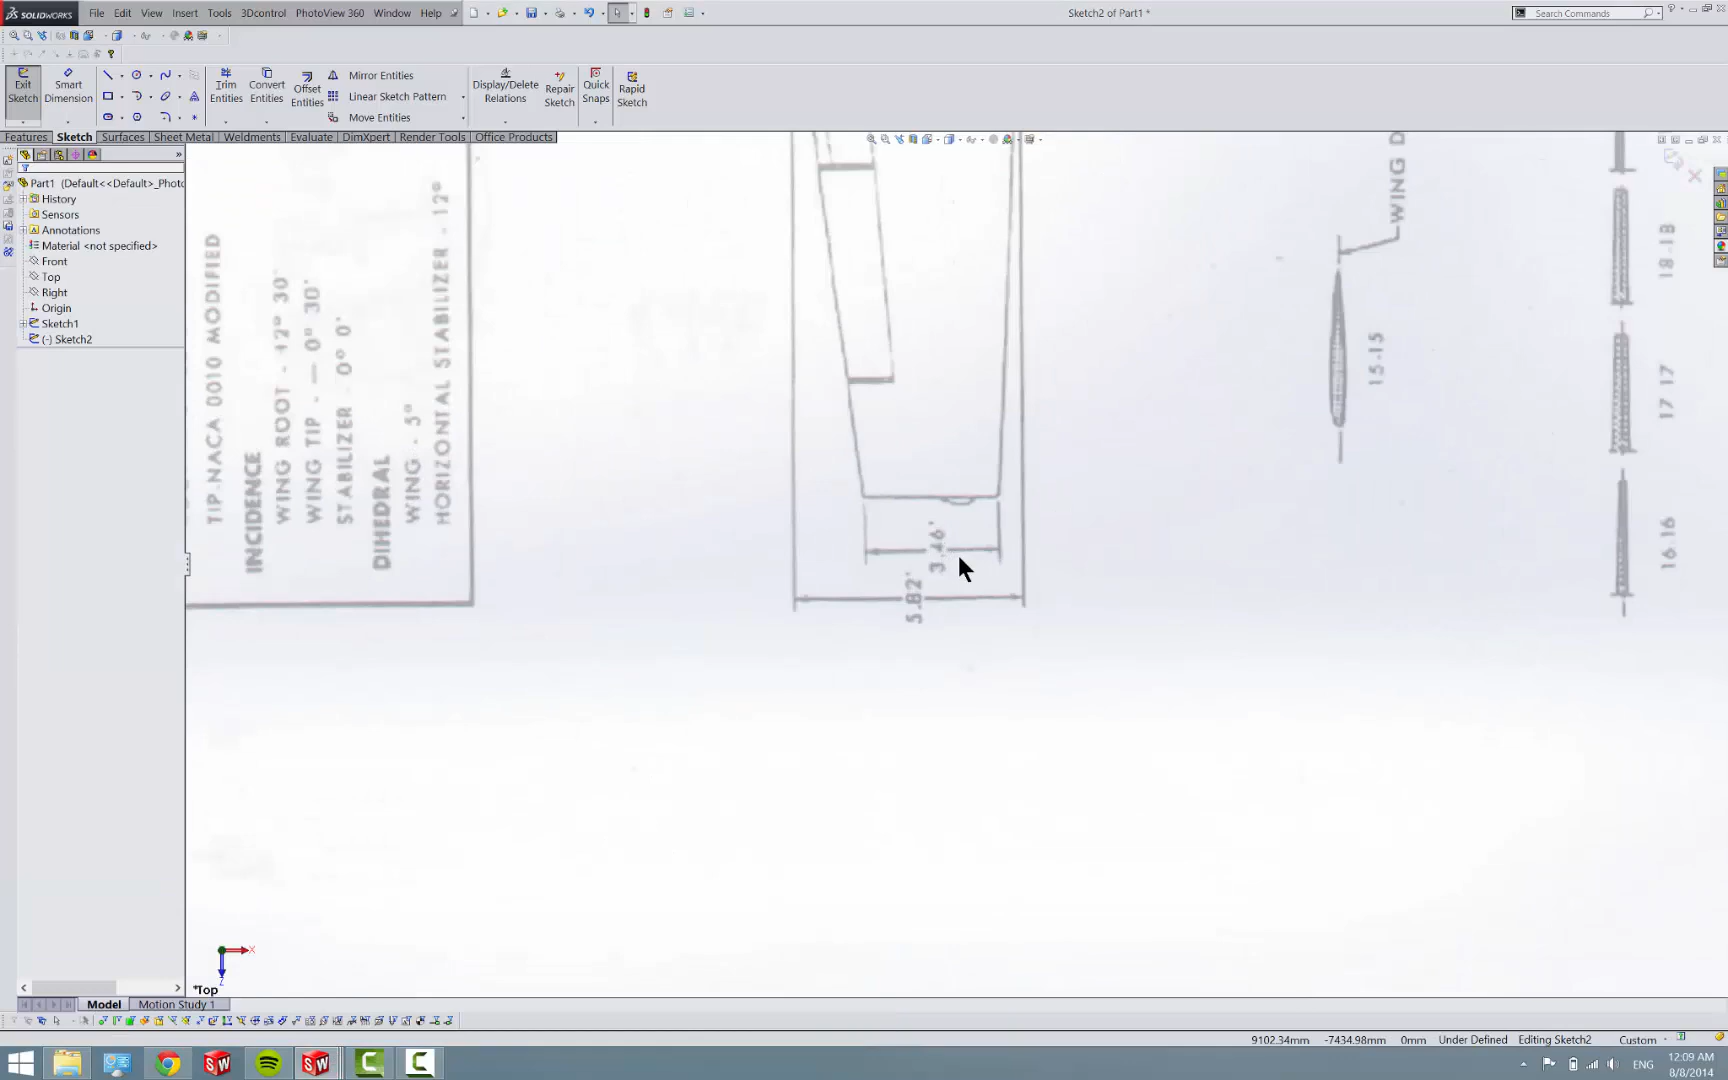 SOLIDWORKS
File Edit View Insert Tools 3Dcontrol PhotoView 360 Window Help
Sketch2 of Part1 *
Search Commands
Exit Sketch
Smart Dimension
Trim Entities
Convert Entities
Offset Entities
Mirror Entities
Linear Sketch Pattern
Move Entities
Display/Delete Relations
Repair Sketch
Quick Snaps
Rapid Sketch
Features Sketch Surfaces Sheet Metal Weldments Evaluate DimXpert Render Tools Office Products
Part1 (Default<<Default>_Photo
History
Sensors
Annotations
Material <not specified>
Front
Top
Right
Origin
Sketch1
(-) Sketch2
TIP-NACA 0010 MODIFIED
INCIDENCE
WING ROOT - +2° 30'
WING TIP - — 0° 30'
STABILIZER - 0° 0'
DIHEDRAL
WING - 5°
HORIZONTAL STABILIZER - 12°
3.46'
5.82'
WING D
15-15
18-18
17 17
16-16
X
Z
*Top
Model Motion Study 1
9102.34mm -7434.98mm 0mm Under Defined Editing Sketch2 Custom
ENG
12:09 AM
8/8/2014